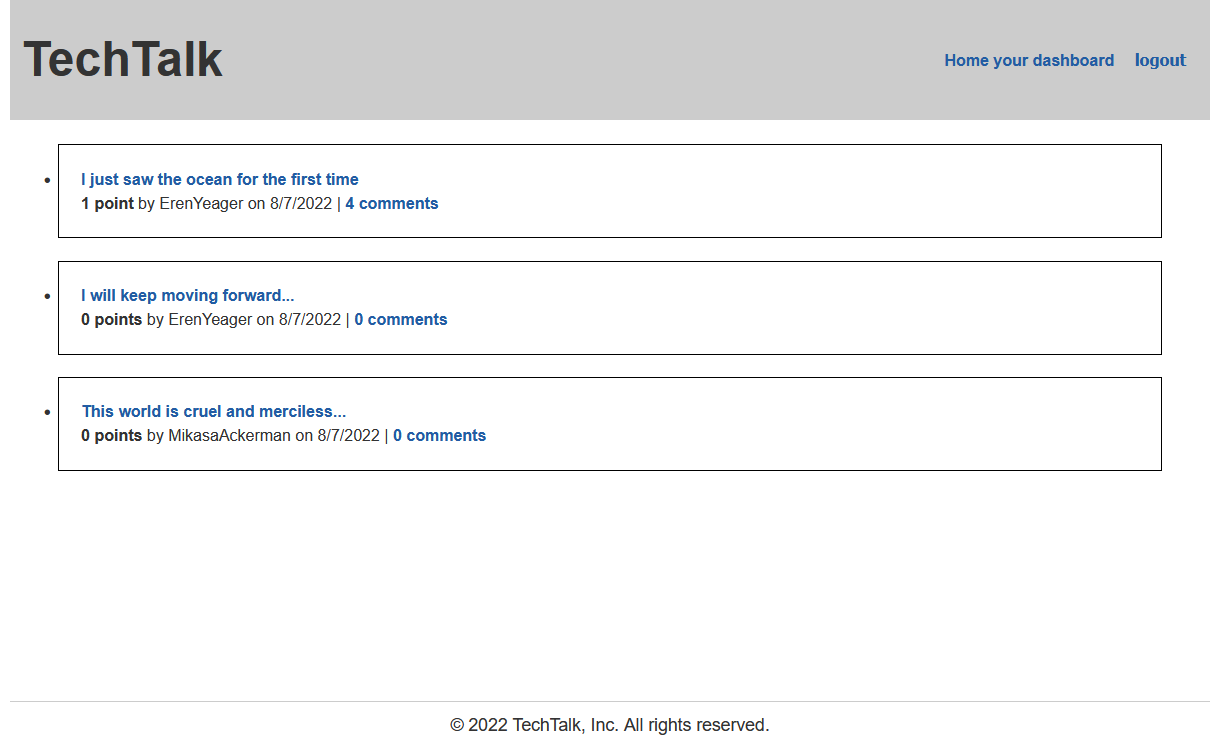 TechTalk
Home your dashboard logout
I just saw the ocean for the first time
1 point by ErenYeager on 8/7/2022 | 4 comments
I will keep moving forward...
0 points by ErenYeager on 8/7/2022 | 0 comments
This world is cruel and merciless...
0 points by MikasaAckerman on 8/7/2022 | 0 comments
© 2022 TechTalk, Inc. All rights reserved.